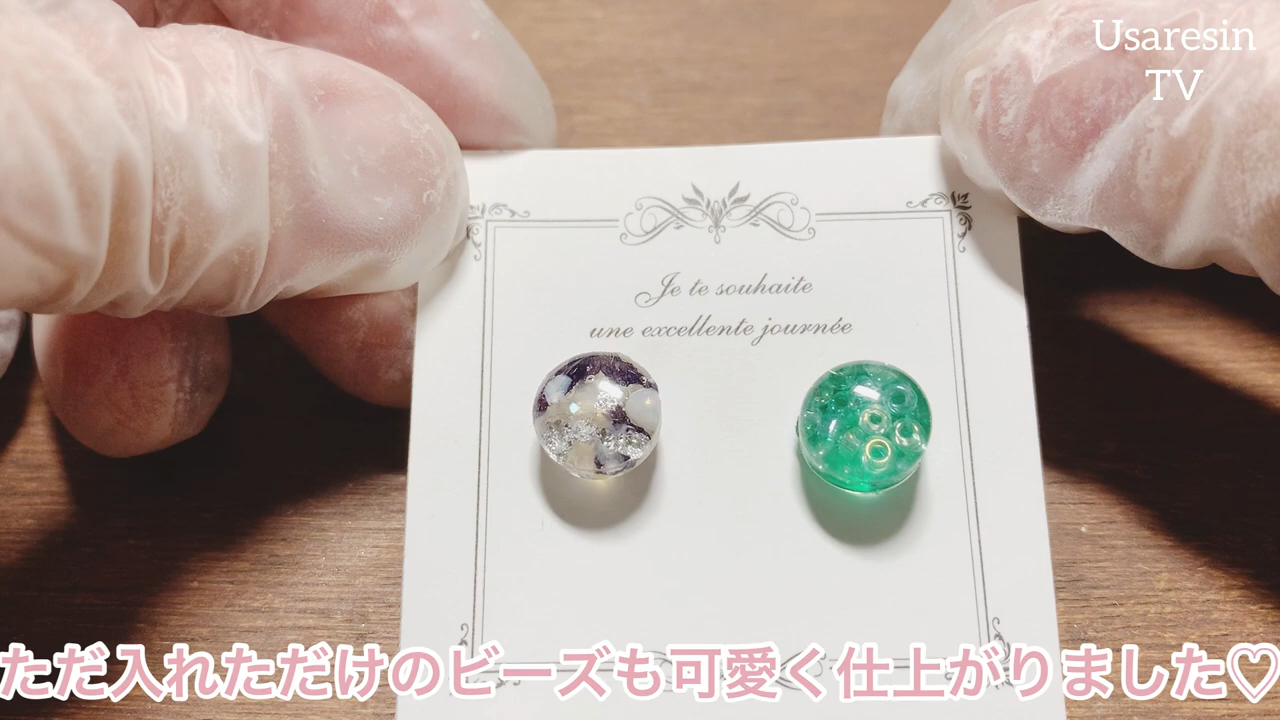 Usaresin
TV
Je te souhaite
une excellente journée
ただ入れただけのビーズも可愛く仕上がりました♡